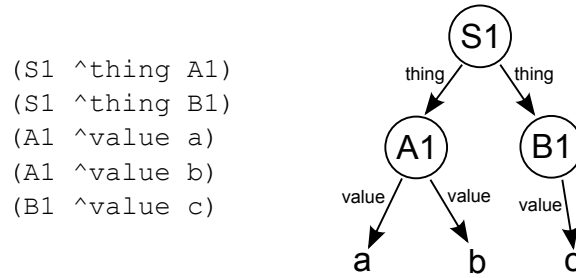 (S1 ^thing A1)
(S1 ^thing B1)
(A1 ^value a)
(A1 ^value b)
(B1 ^value c)
S1
thing thing
A1 B1
value value value
a b c